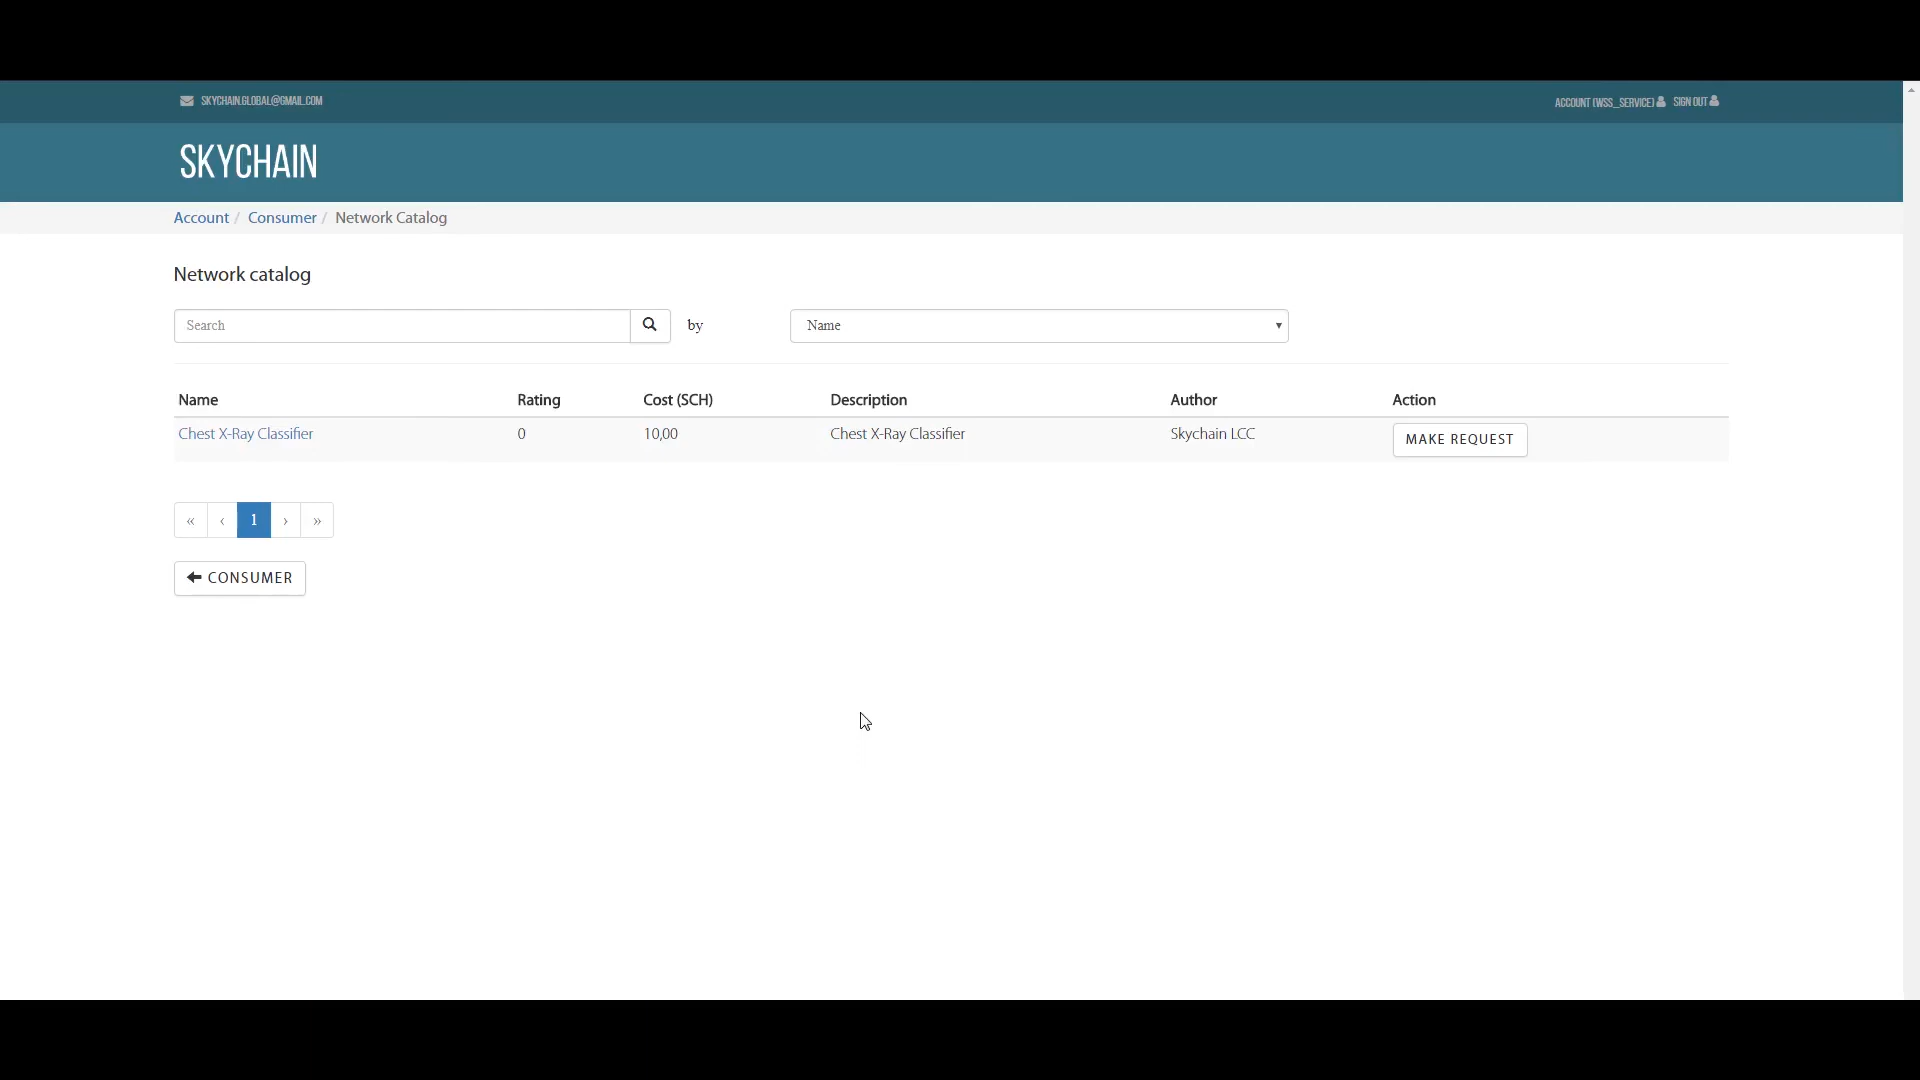 SKYCHAIN.GLOBAL@GMAIL.COM ACCOUNT (WSS_SERVICE) SIGN OUT
SKYCHAIN
Account / Consumer / Network Catalog
Network catalog
Search by Name
Name Rating Cost (SCH) Description Author Action
Chest X-Ray Classifier 0 10,00 Chest X-Ray Classifier Skychain LCC MAKE REQUEST
« ‹ 1 › »
CONSUMER